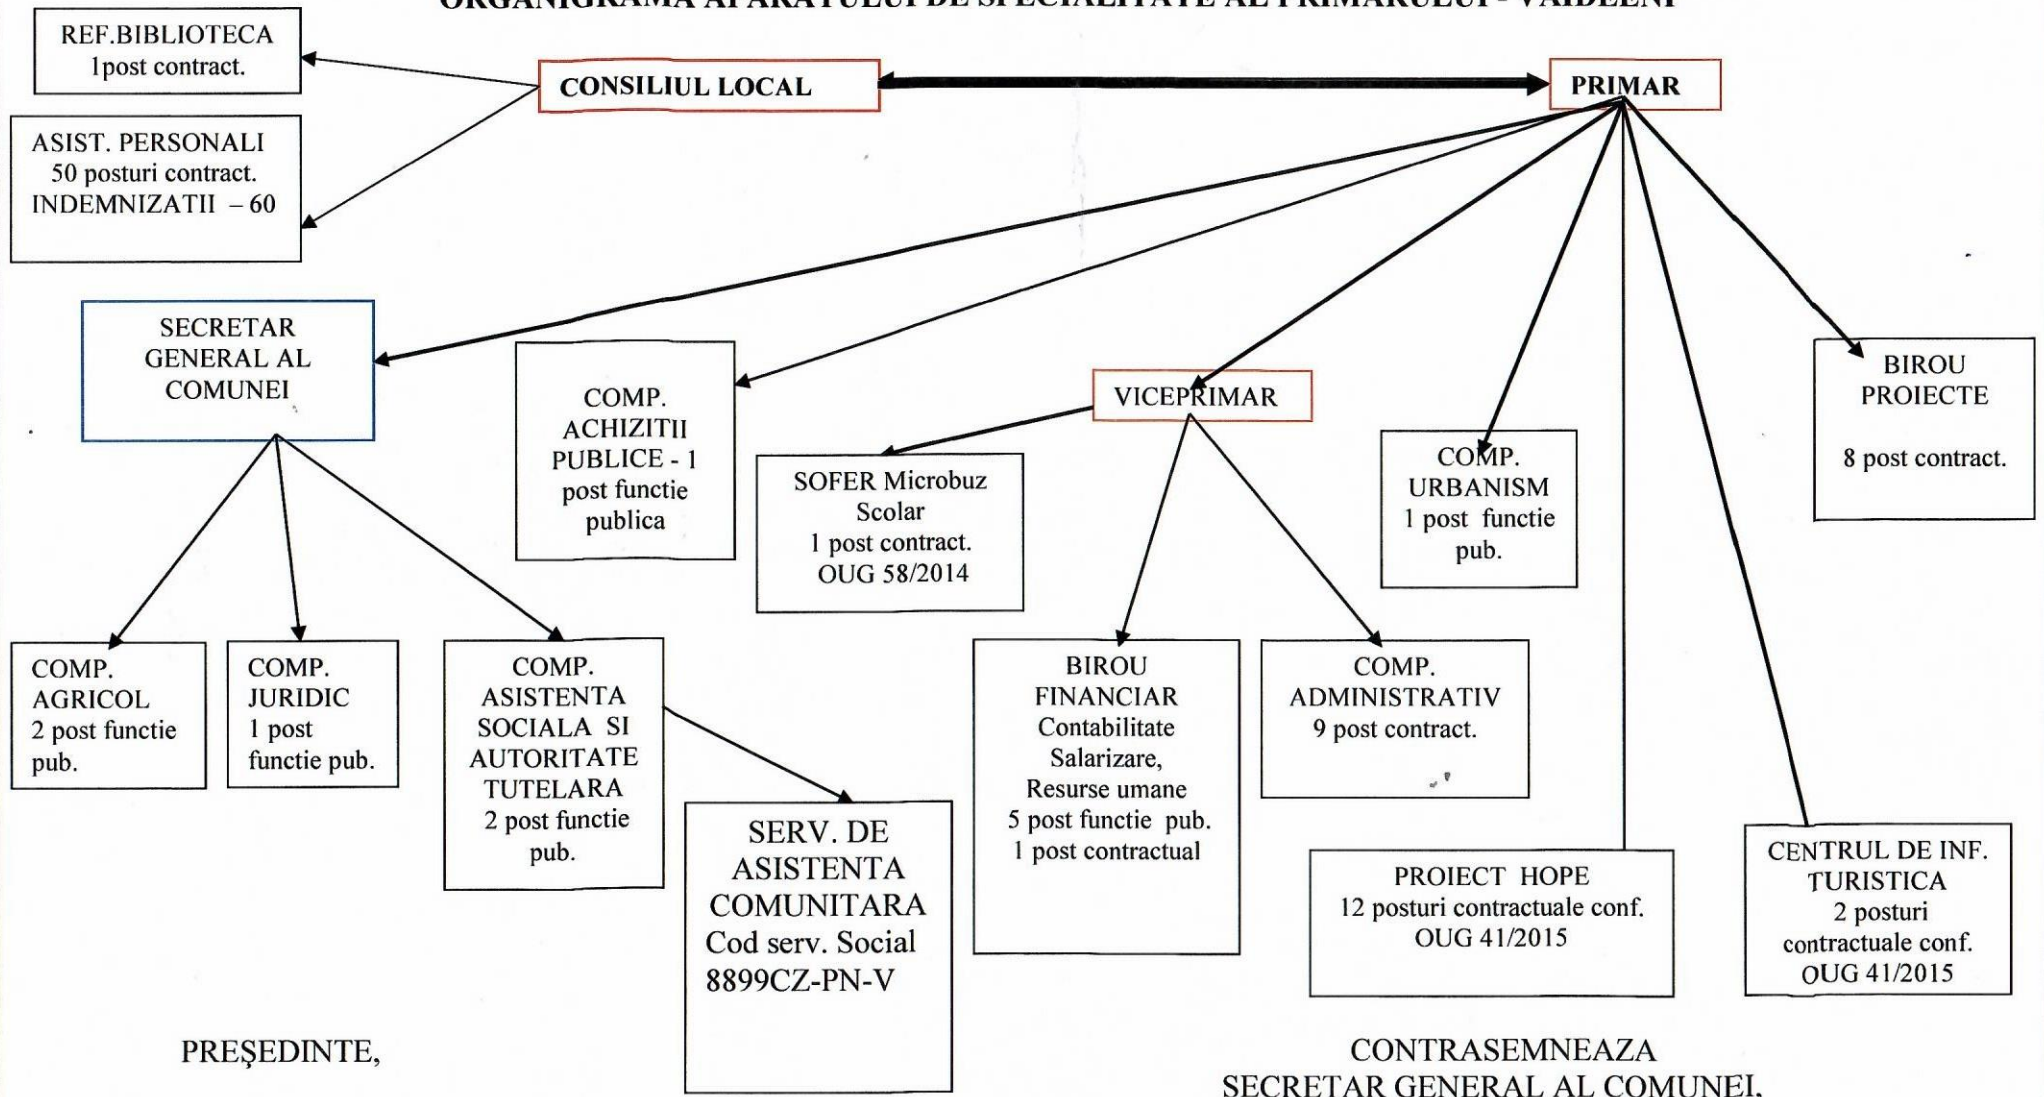 ORGANIGRAMA APARATULUI DE SPECIALITATE AL PRIMARULUI - VAIDEENI
REF.BIBLIOTECA
1post contract.
CONSILIUL LOCAL
PRIMAR
ASIST. PERSONALI
50 posturi contract.
INDEMNIZATII – 60
SECRETAR
GENERAL AL
COMUNEI
COMP.
ACHIZITII
PUBLICE - 1
post functie
publica
VICEPRIMAR
SOFER Microbuz
Scolar
1 post contract.
OUG 58/2014
COMP.
URBANISM
1 post functie
pub.
BIROU
PROIECTE
8 post contract.
COMP.
AGRICOL
2 post functie
pub.
COMP.
JURIDIC
1 post
functie pub.
COMP.
ASISTENTA
SOCIALA SI
AUTORITATE
TUTELARA
2 post functie
pub.
SERV. DE
ASISTENTA
COMUNITARA
Cod serv. Social
8899CZ-PN-V
BIROU
FINANCIAR
Contabilitate
Salarizare,
Resurse umane
5 post functie pub.
1 post contractual
COMP.
ADMINISTRATIV
9 post contract.
PROIECT HOPE
12 posturi contractuale conf.
OUG 41/2015
CENTRUL DE INF.
TURISTICA
2 posturi
contractuale conf.
OUG 41/2015
PREŞEDINTE,
CONTRASEMNEAZA
SECRETAR GENERAL AL COMUNEI,